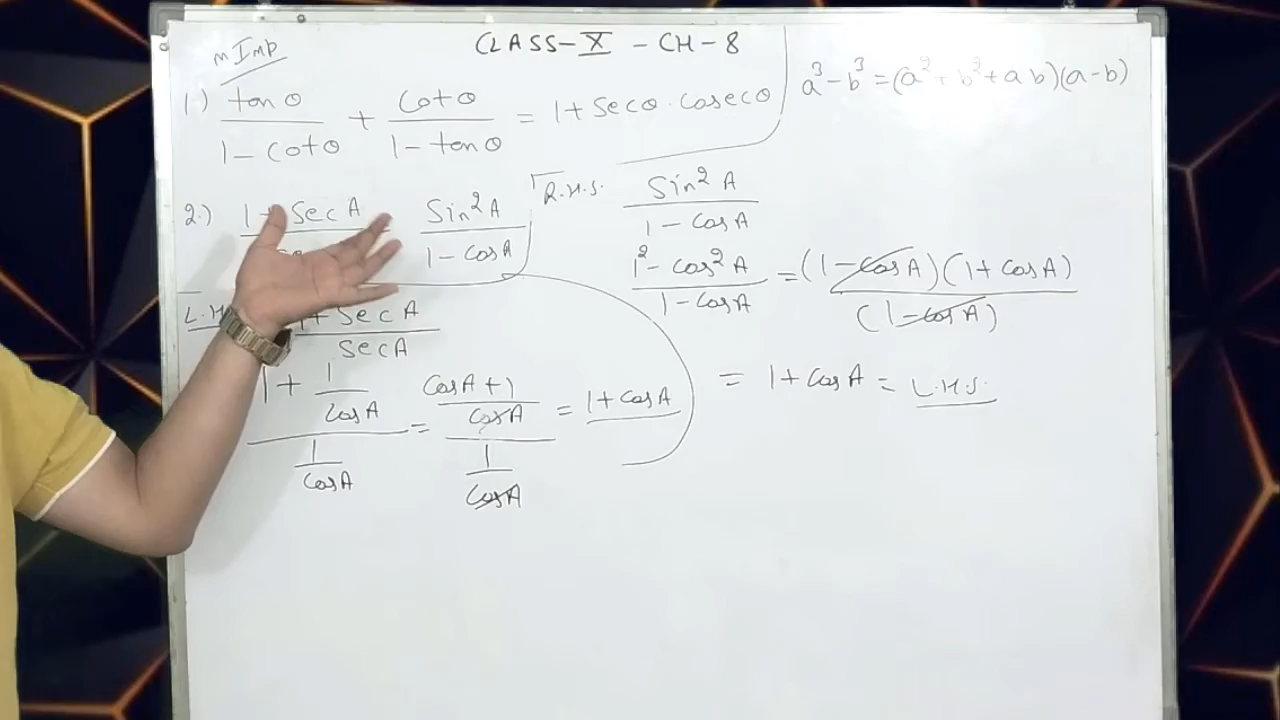 CLASS-X - CH-8
m Imp
1.) tanθ / 1 - cotθ + cotθ / 1 - tanθ = 1 + secθ . cosecθ
a³ - b³ = (a² + b² + ab)(a-b)
2.) secA sin²A / 1 - cosA
R.H.S. sin²A / 1 - cosA
1² - cos²A / 1 - cosA = (1 - cosA)(1 + cosA) / (1 - cosA)
= 1 + cosA = L.H.S.
L.H 1 + secA / secA
1 + 1/cosA / 1/cosA = cosA + 1 / cosA / 1/cosA = 1 + cosA